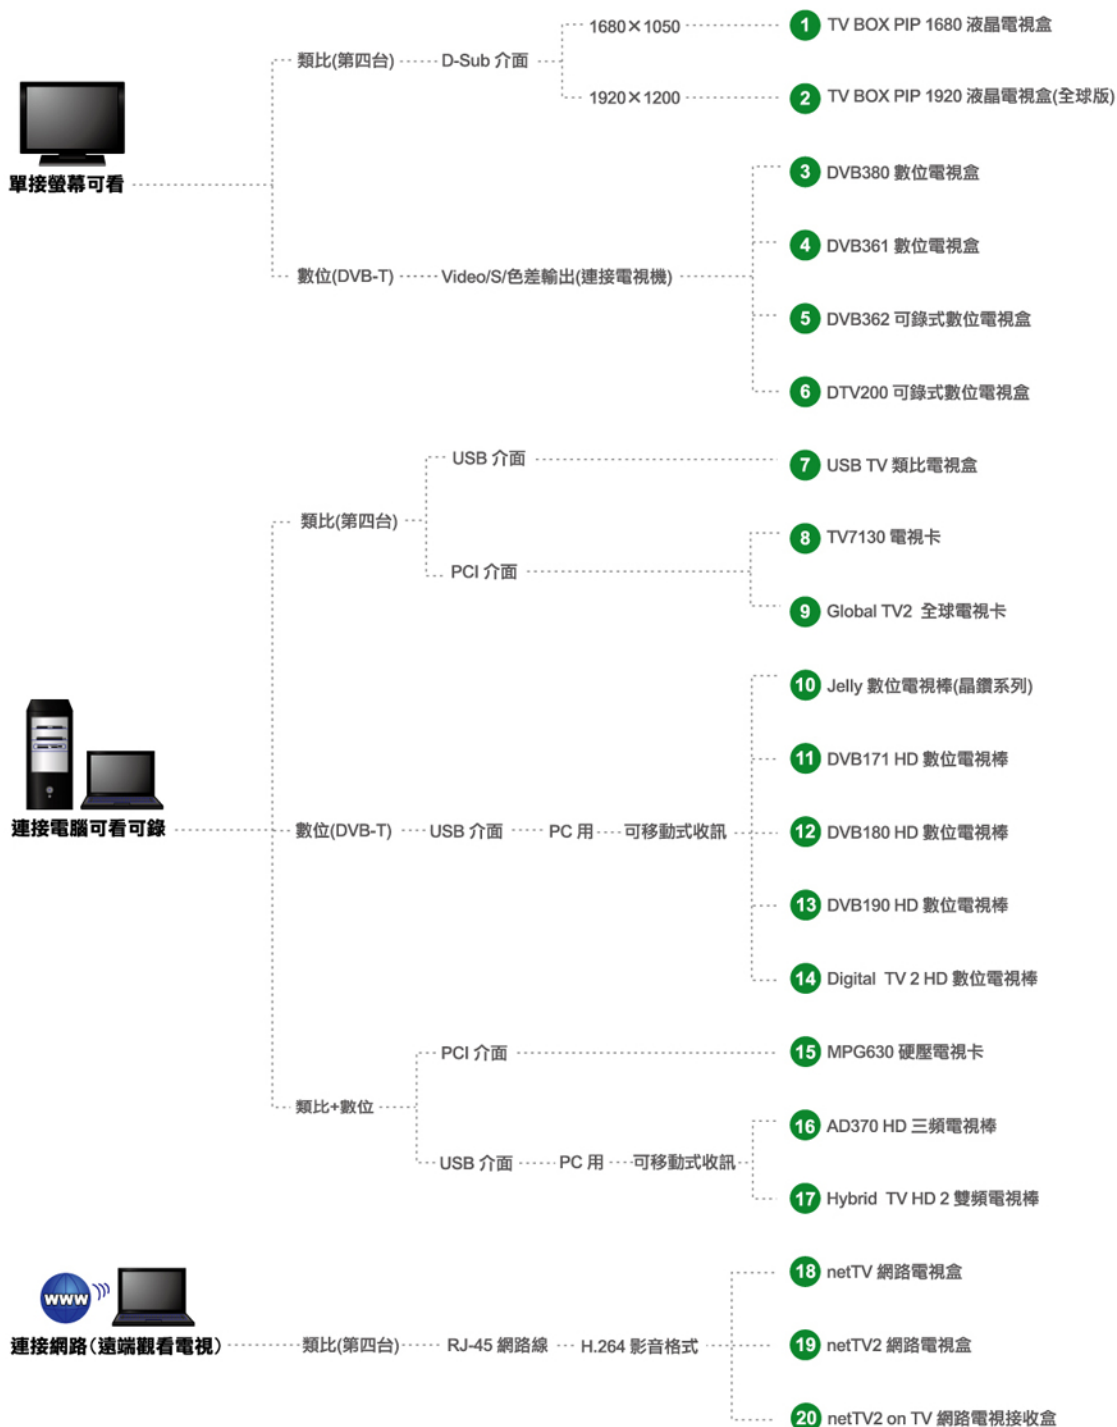 1680×1050
1 TV BOX PIP 1680 液晶電視盒
類比(第四台)
D-Sub 介面
1920×1200
2 TV BOX PIP 1920 液晶電視盒(全球版)
單接螢幕可看
3 DVB380 數位電視盒
4 DVB361 數位電視盒
數位(DVB-T)
Video/S/色差輸出(連接電視機)
5 DVB362 可錄式數位電視盒
6 DTV200 可錄式數位電視盒
USB 介面
7 USB TV 類比電視盒
類比(第四台)
8 TV7130 電視卡
PCI 介面
9 Global TV2 全球電視卡
10 Jelly 數位電視棒(晶鑽系列)
11 DVB171 HD 數位電視棒
連接電腦可看可錄
數位(DVB-T)
USB 介面
PC 用
可移動式收訊
12 DVB180 HD 數位電視棒
13 DVB190 HD 數位電視棒
14 Digital TV 2 HD 數位電視棒
PCI 介面
15 MPG630 硬壓電視卡
類比+數位
16 AD370 HD 三頻電視棒
USB 介面
PC 用
可移動式收訊
17 Hybrid TV HD 2 雙頻電視棒
18 netTV 網路電視盒
WWW
連接網路(遠端觀看電視)
類比(第四台)
RJ-45 網路線
H.264 影音格式
19 netTV2 網路電視盒
20 netTV2 on TV 網路電視接收盒